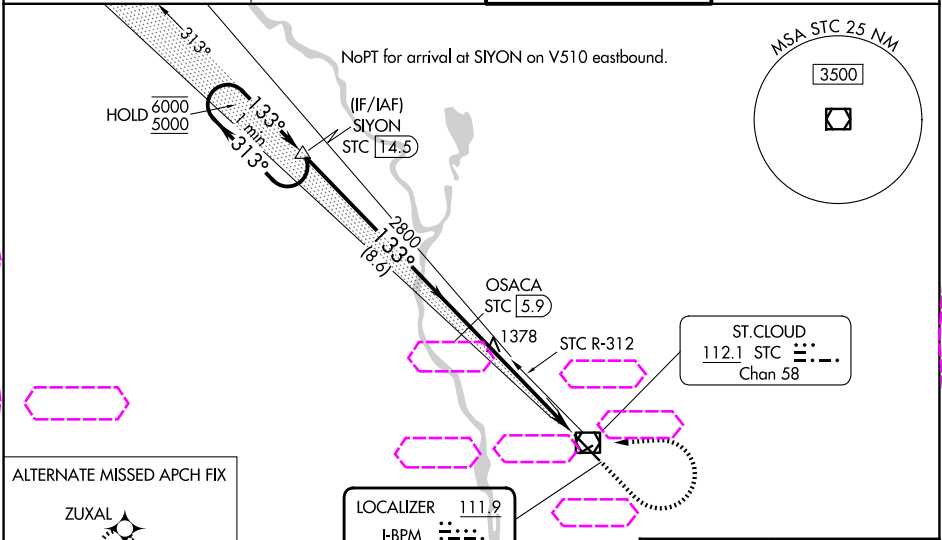 313°
NoPT for arrival at SIYON on V510 eastbound.
MSA STC 25 NM
3500
HOLD 6000
5000
133°
1 min
313°
(IF/IAF)
SIYON
STC 14.5
2800
133°
(8.6)
OSACA
STC 5.9
1378
STC R-312
ST.CLOUD
112.1 STC
Chan 58
ALTERNATE MISSED APCH FIX
ZUXAL
LOCALIZER 111.9
I-BPM